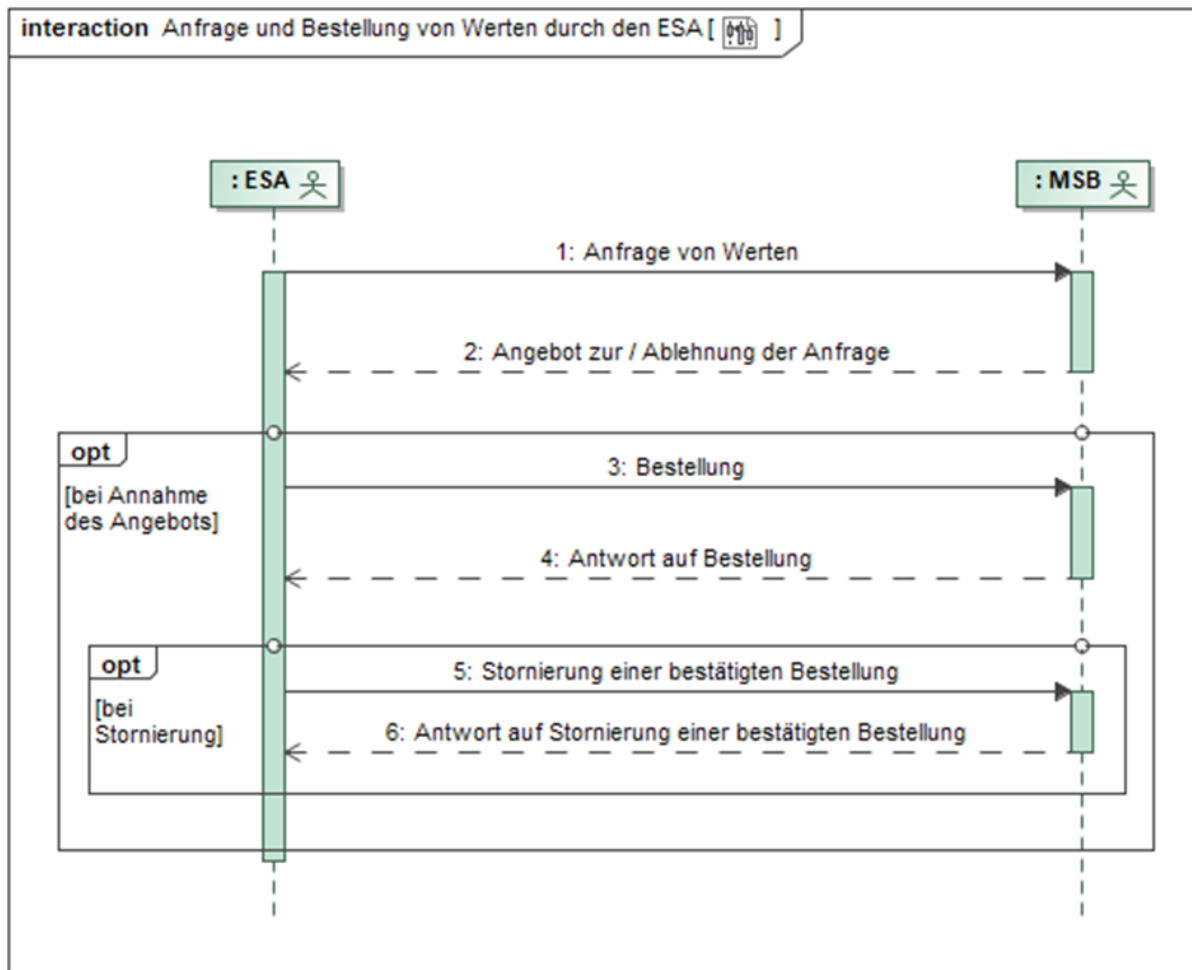 interaction Anfrage und Bestellung von Werten durch den ESA [ ]
: ESA
: MSB
1: Anfrage von Werten
2: Angebot zur / Ablehnung der Anfrage
opt
[bei Annahme
des Angebots]
3: Bestellung
4: Antwort auf Bestellung
opt
[bei
Stornierung]
5: Stornierung einer bestätigten Bestellung
6: Antwort auf Stornierung einer bestätigten Bestellung